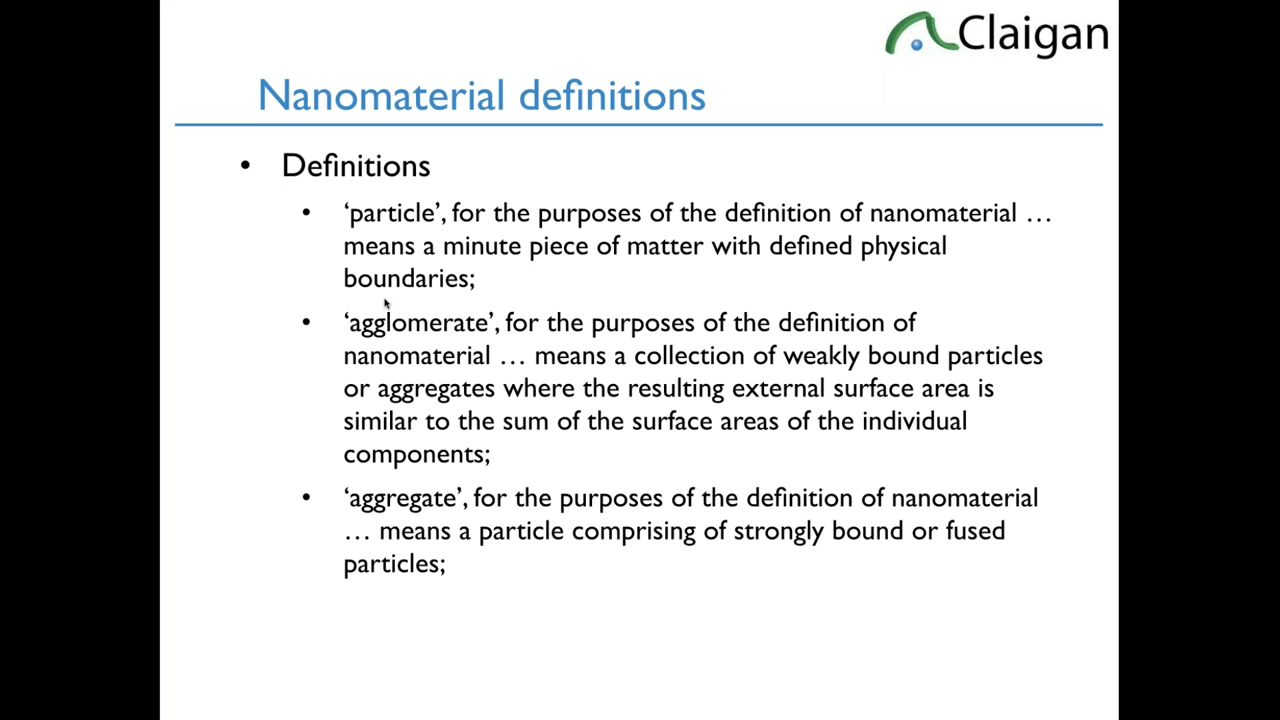 Claigan
Nanomaterial definitions
• Definitions
• ‘particle’, for the purposes of the definition of nanomaterial …
means a minute piece of matter with defined physical
boundaries;
• ‘agglomerate’, for the purposes of the definition of
nanomaterial … means a collection of weakly bound particles
or aggregates where the resulting external surface area is
similar to the sum of the surface areas of the individual
components;
• ‘aggregate’, for the purposes of the definition of nanomaterial
… means a particle comprising of strongly bound or fused
particles;